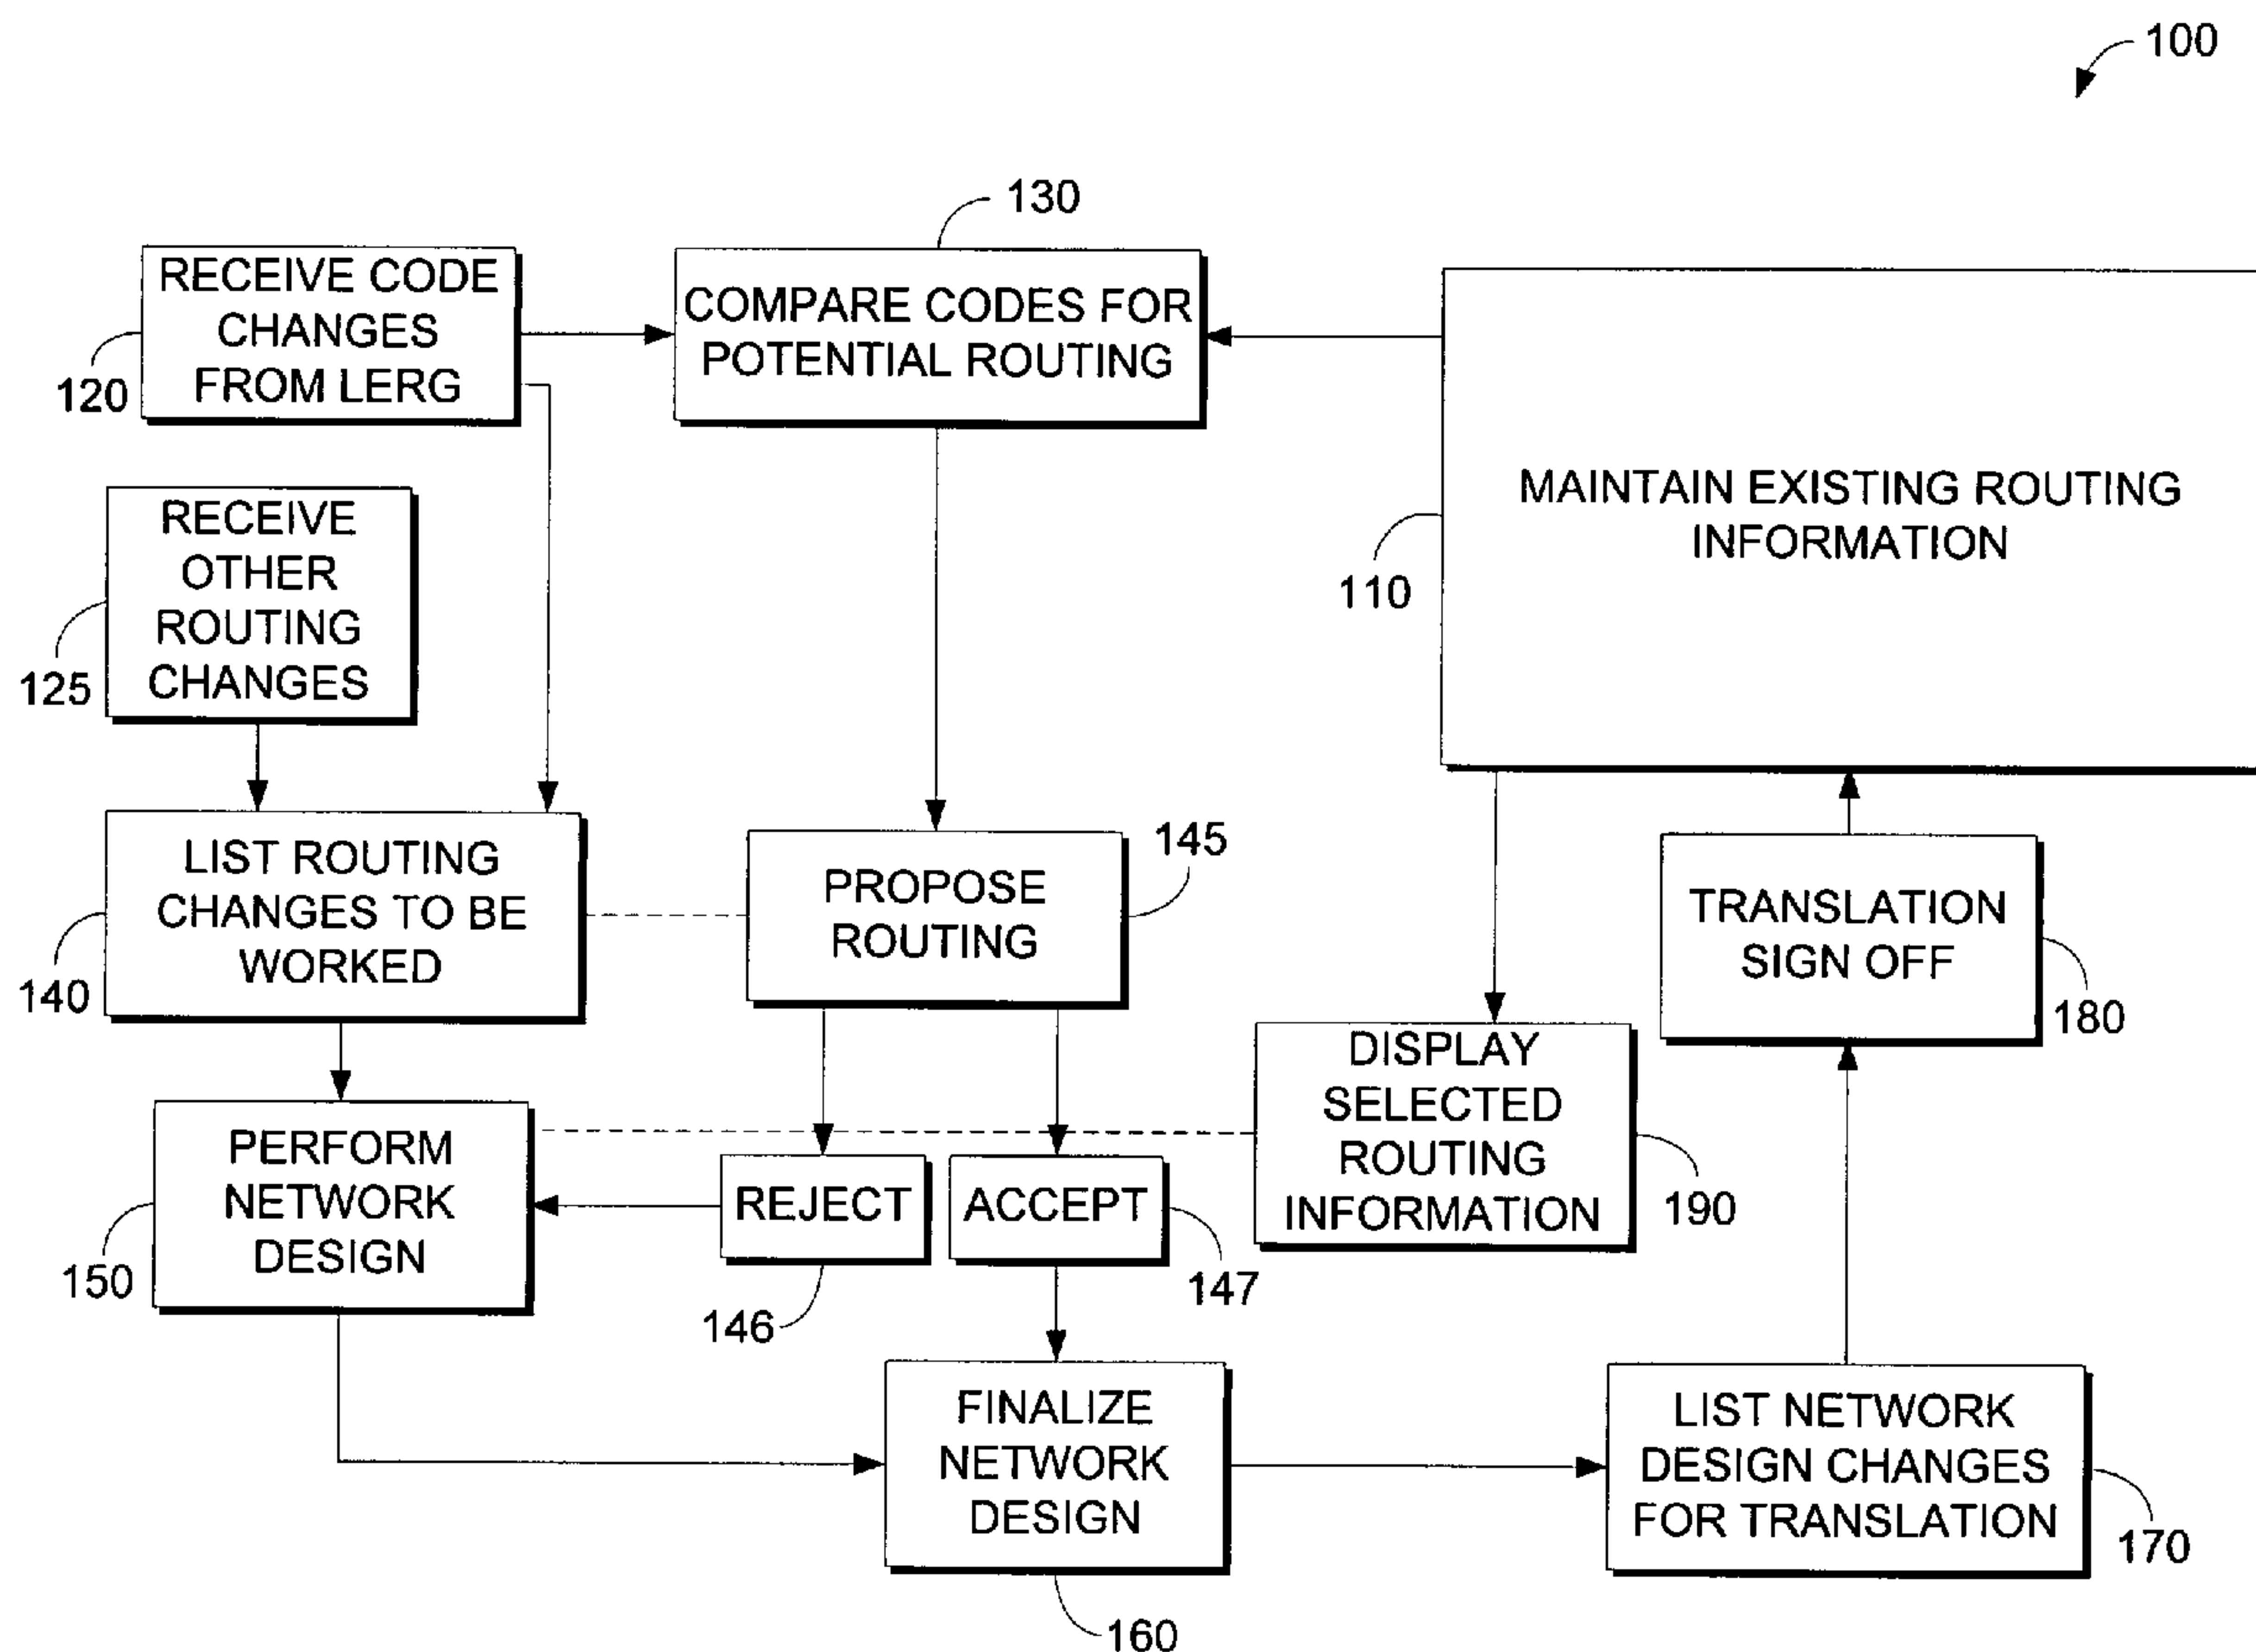 100
130
RECEIVE CODE
CHANGES
FROM LERG
120
COMPARE CODES FOR
POTENTIAL ROUTING
MAINTAIN EXISTING ROUTING
INFORMATION
110
RECEIVE
OTHER
ROUTING
CHANGES
125
LIST ROUTING
CHANGES TO BE
WORKED
140
PROPOSE
ROUTING
145
TRANSLATION
SIGN OFF
180
DISPLAY
SELECTED
ROUTING
INFORMATION
190
PERFORM
NETWORK
DESIGN
150
REJECT
146
ACCEPT
147
FINALIZE
NETWORK
DESIGN
160
LIST NETWORK
DESIGN CHANGES
FOR TRANSLATION
170